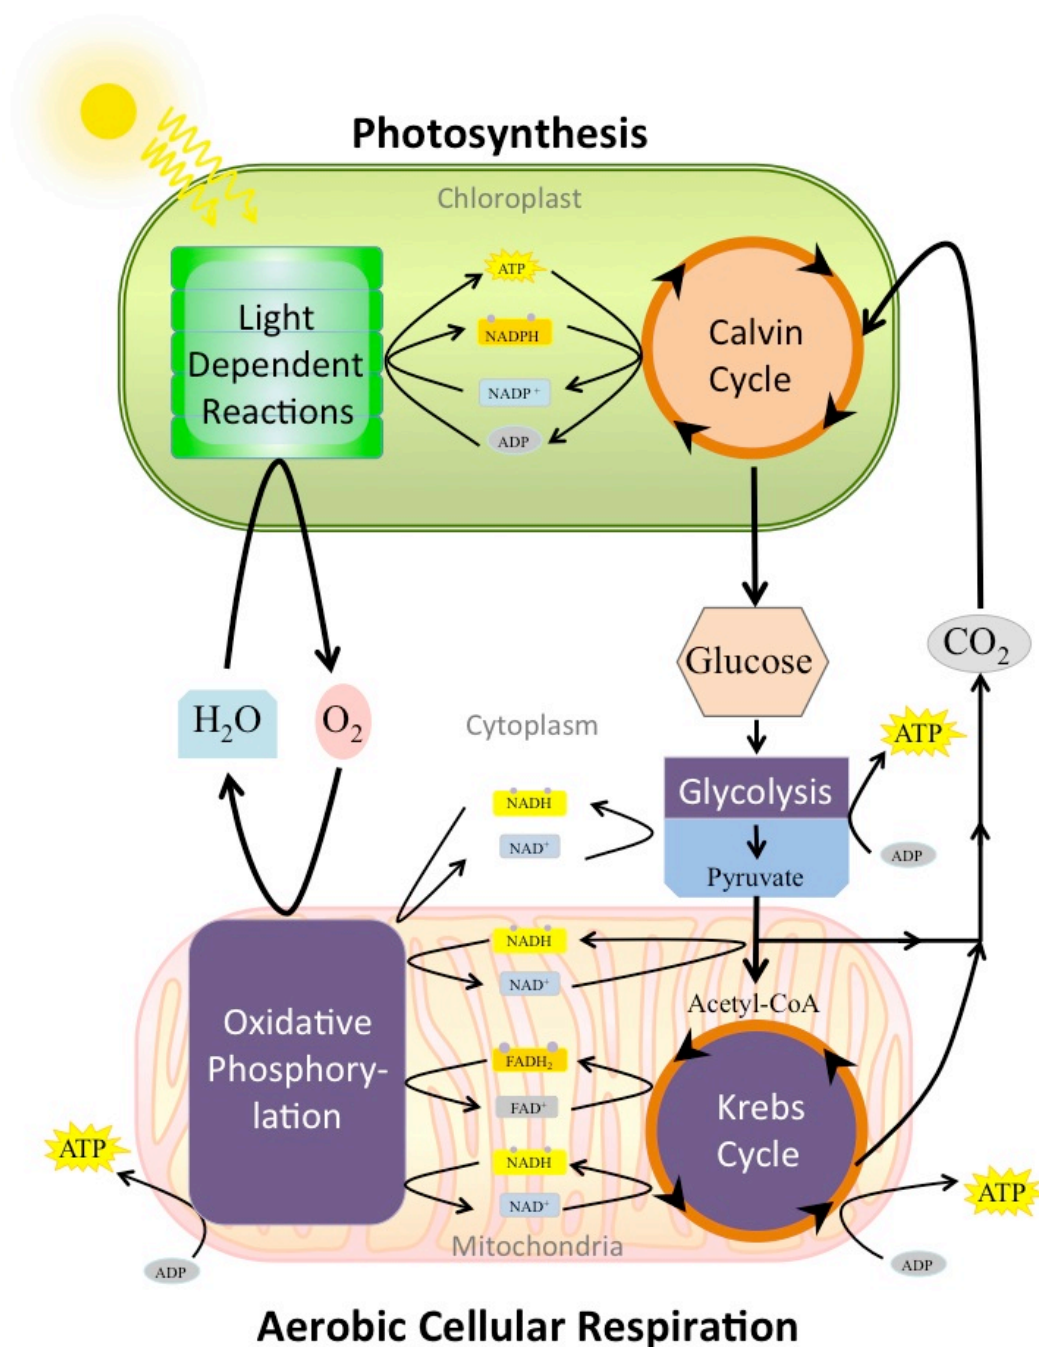 Photosynthesis
Chloroplast
Light
Dependent
Reactions
ATP
NADPH
NADP⁺
ADP
Calvin
Cycle
Glucose
CO₂
H₂O
O₂
Cytoplasm
ATP
Glycolysis
ADP
Pyruvate
NADH
NAD⁺
NADH
NAD⁺
Acetyl-CoA
Oxidative
Phosphory-
lation
FADH₂
FAD⁺
Krebs
Cycle
NADH
NAD⁺
ATP
ADP
ATP
ADP
Mitochondria
Aerobic Cellular Respiration